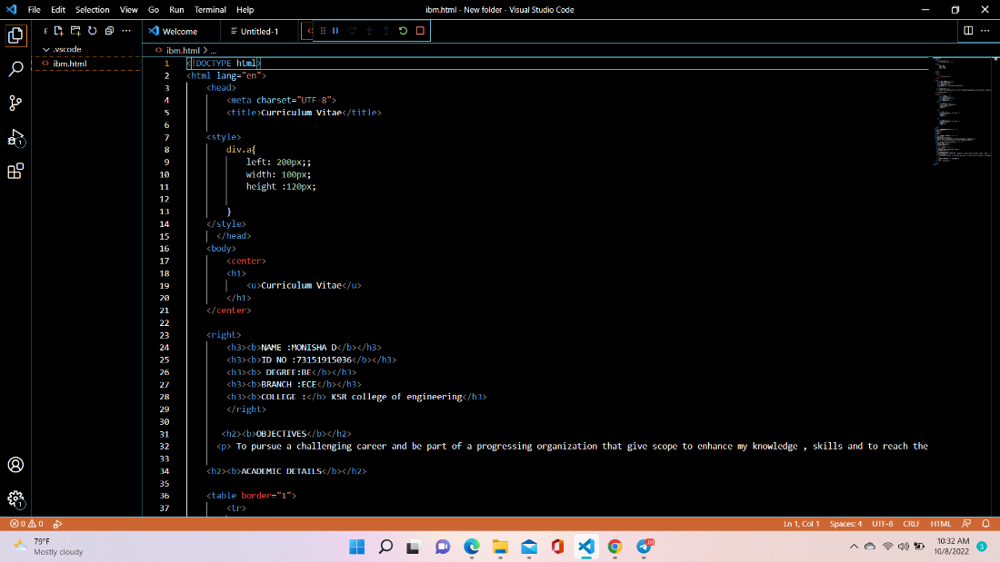 File Edit Selection View Go Run Terminal Help
ibm.html - New folder - Visual Studio Code
E
Welcome
Untitled-1
.vscode
ibm.html
ibm.html > ...
1 <!DOCTYPE html>
2 <html lang="en">
3 <head>
4 <meta charset="UTF-8">
5 <title>Curriculum Vitae</title>
6
7 <style>
8 div.a{
9 left: 200px;;
10 width: 100px;
11 height :120px;
12
13 }
14 </style>
15 </head>
16 <body>
17 <center>
18 <h1>
19 <u>Curriculum Vitae</u>
20 </h1>
21 </center>
22
23 <right>
24 <h3><b>NAME :MONISHA D</b></h3>
25 <h3><b>ID NO :73151915036</b></h3>
26 <h3><b> DEGREE:BE</b></h3>
27 <h3><b>BRANCH :ECE</b></h3>
28 <h3><b>COLLEGE :</b> KSR college of engineering</h3>
29 </right>
30
31 <h2><b>OBJECTIVES</b></h2>
32 <p> To pursue a challenging career and be part of a progressing organization that give scope to enhance my knowledge , skills and to reach the
33
34 <h2><b>ACADEMIC DETAILS</b></h2>
35
36 <table border="1">
37 <tr>
1
1
0 0
Ln 1, Col 1 Spaces: 4 UTF-8 CRLF HTML
79°F
Mostly cloudy
10:32 AM
10/8/2022
3